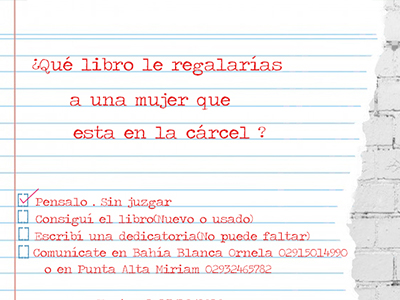 ¿Qué libro le regalarías
a una mujer que
esta en la cárcel ?
Pensalo . Sin juzgar
Conseguí el libro(Nuevo o usado)
Escribí una dedicatoria(No puede faltar)
Comunícate en Bahía Blanca Ornela 02915014990
o en Punta Alta Miriam 02932465782